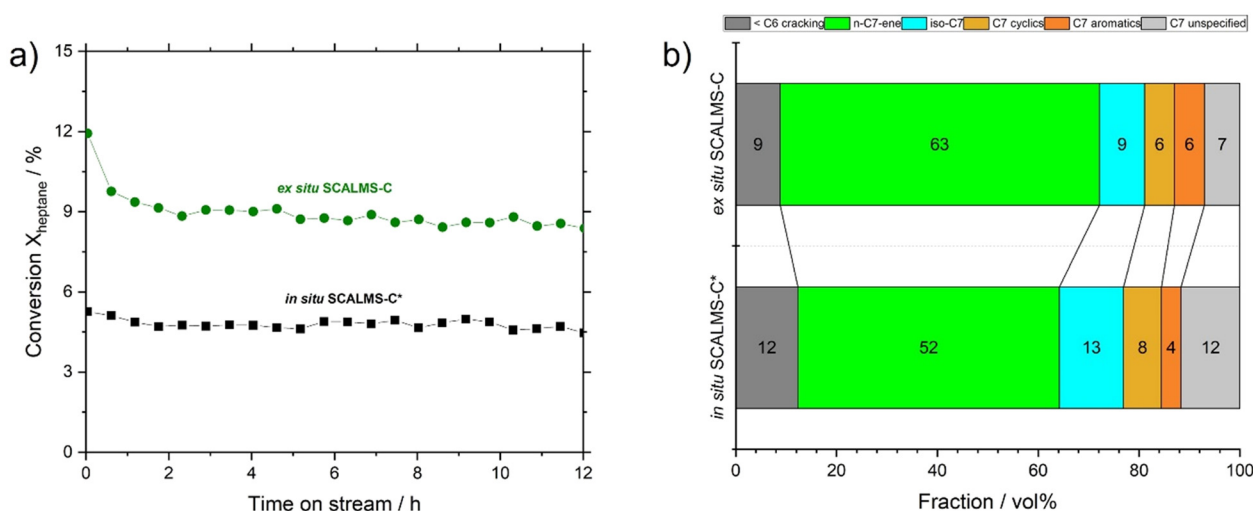 a)
15
12
9
6
3
0
Conversion X_heptane / %
ex situ SCALMS-C
in situ SCALMS-C*
0 2 4 6 8 10 12
Time on stream / h
b)
< C6 cracking n-C7-ene iso-C7 C7 cyclics C7 aromatics C7 unspecified
ex situ SCALMS-C
9 63 9 6 6 7
in situ SCALMS-C*
12 52 13 8 4 12
0 20 40 60 80 100
Fraction / vol%